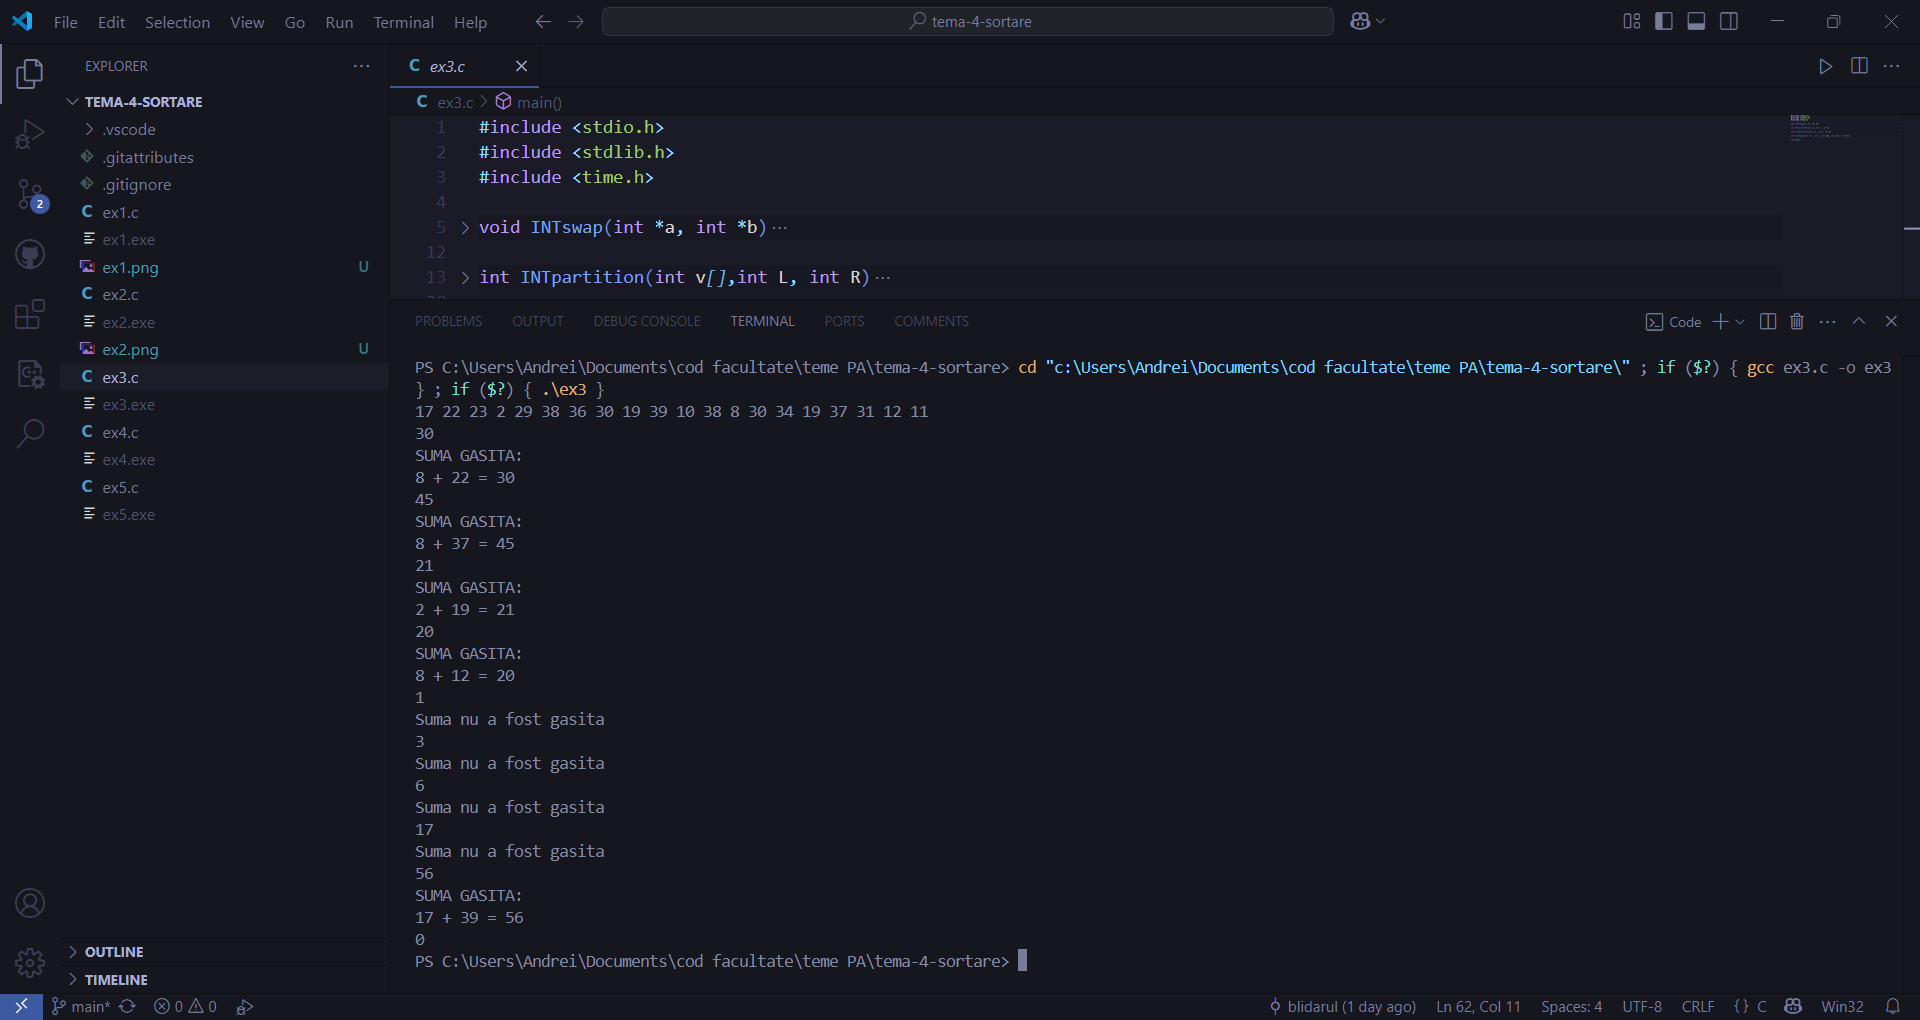 File Edit Selection View Go Run Terminal Help
tema-4-sortare
EXPLORER
TEMA-4-SORTARE
.vscode
.gitattributes
.gitignore
C ex1.c
ex1.exe
ex1.png U
C ex2.c
ex2.exe
ex2.png U
C ex3.c
ex3.exe
C ex4.c
ex4.exe
C ex5.c
ex5.exe
OUTLINE
TIMELINE
2
C ex3.c
C ex3.c > main()
1 #include <stdio.h>
2 #include <stdlib.h>
3 #include <time.h>
4
5 void INTswap(int *a, int *b)···
12
13 int INTpartition(int v[],int L, int R)···
PROBLEMS OUTPUT DEBUG CONSOLE TERMINAL PORTS COMMENTS
Code
PS C:\Users\Andrei\Documents\cod facultate\teme PA\tema-4-sortare> cd "c:\Users\Andrei\Documents\cod facultate\teme PA\tema-4-sortare\" ; if ($?) { gcc ex3.c -o ex3
} ; if ($?) { .\ex3 }
17 22 23 2 29 38 36 30 19 39 10 38 8 30 34 19 37 31 12 11
30
SUMA GASITA:
8 + 22 = 30
45
SUMA GASITA:
8 + 37 = 45
21
SUMA GASITA:
2 + 19 = 21
20
SUMA GASITA:
8 + 12 = 20
1
Suma nu a fost gasita
3
Suma nu a fost gasita
6
Suma nu a fost gasita
17
Suma nu a fost gasita
56
SUMA GASITA:
17 + 39 = 56
0
PS C:\Users\Andrei\Documents\cod facultate\teme PA\tema-4-sortare>
main* 0 0
blidarul (1 day ago) Ln 62, Col 11 Spaces: 4 UTF-8 CRLF {} C Win32